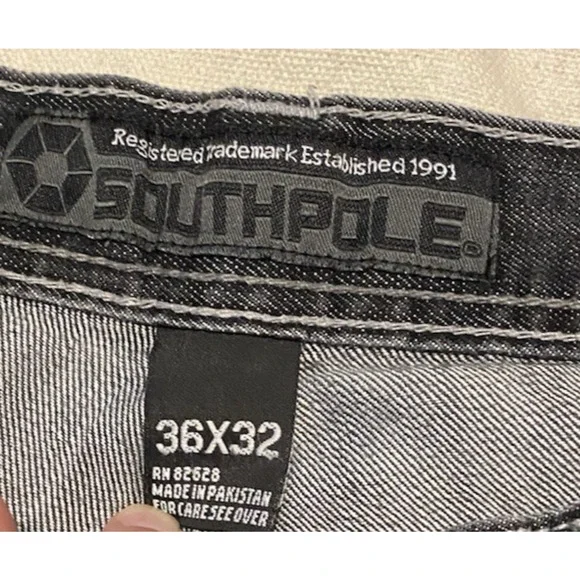 Registered Trademark Established 1991
SOUTHPOLE®
36X32
RN 82628
MADE IN PAKISTAN
FOR CARE SEE OVER